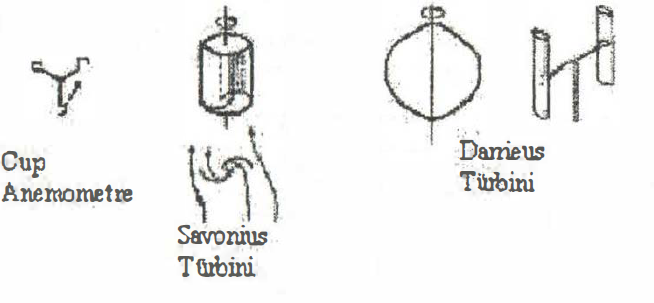 Cup
Anemometre
Savonius
Türbini
Darrieus
Türbini